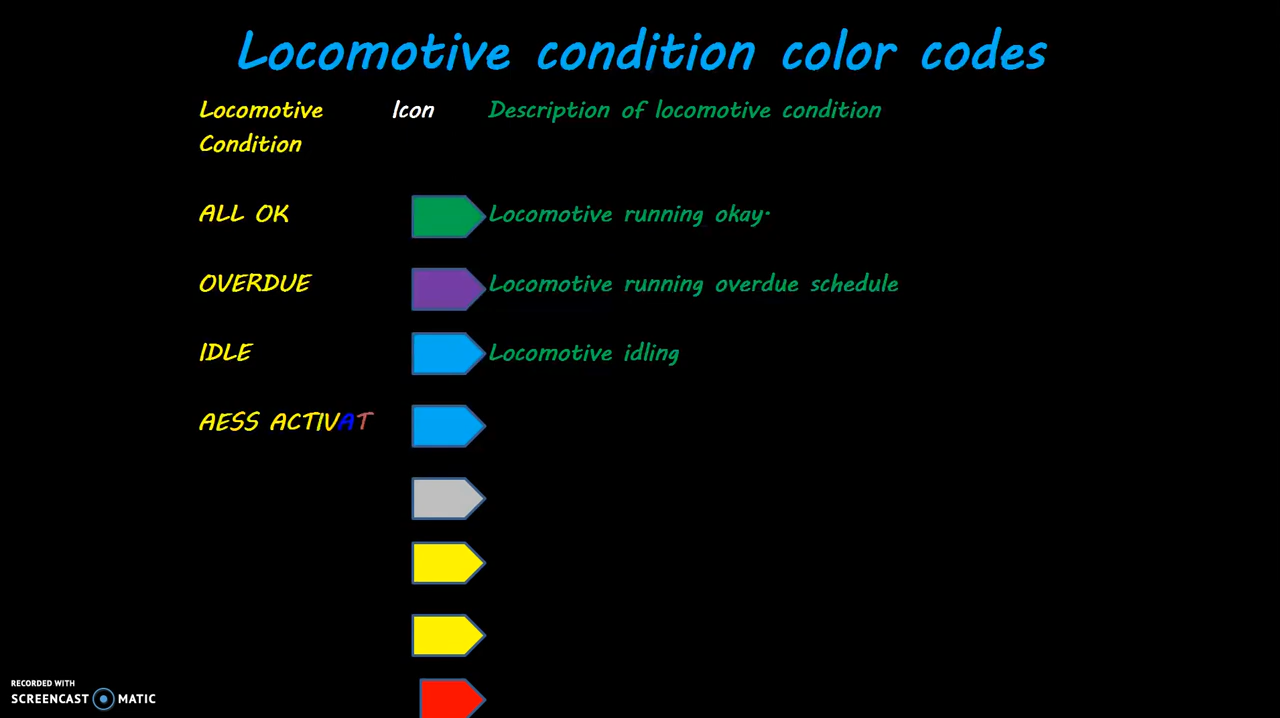 Locomotive condition color codes
Locomotive Icon Description of locomotive condition
Condition
ALL OK Locomotive running okay.
OVERDUE Locomotive running overdue schedule
IDLE Locomotive idling
AESS ACTIVAT
RECORDED WITH
SCREENCAST MATIC